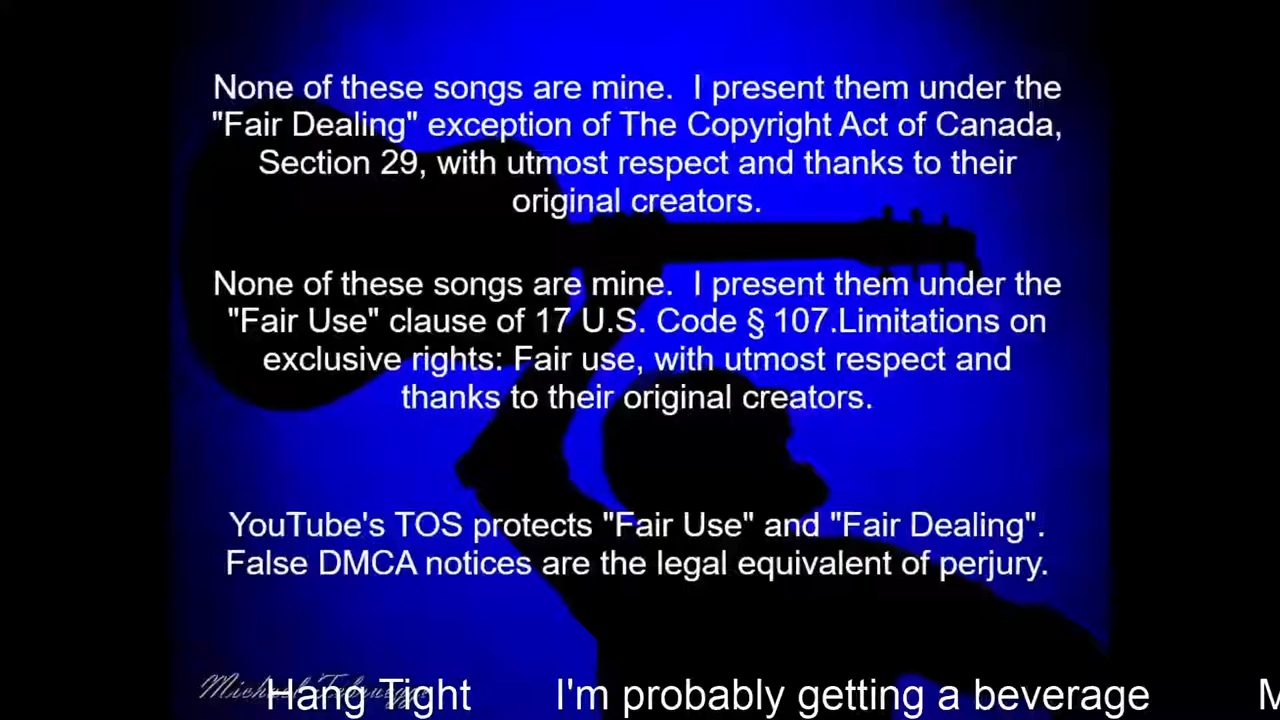 None of these songs are mine.  I present them under the
"Fair Dealing" exception of The Copyright Act of Canada,
Section 29, with utmost respect and thanks to their
original creators.
None of these songs are mine.  I present them under the
"Fair Use" clause of 17 U.S. Code § 107.Limitations on
exclusive rights: Fair use, with utmost respect and
thanks to their original creators.
YouTube's TOS protects "Fair Use" and "Fair Dealing".
False DMCA notices are the legal equivalent of perjury.
Hang Tight I'm probably getting a beverage M